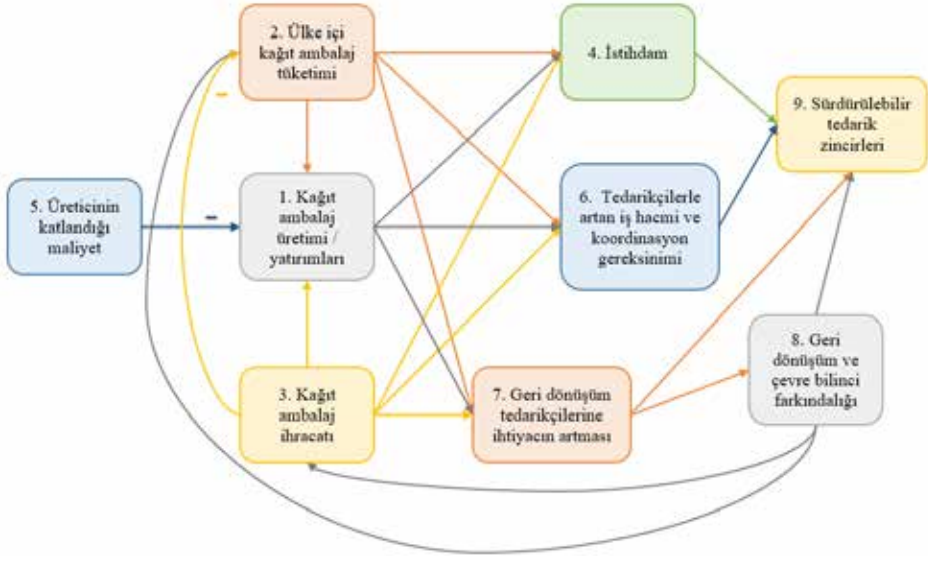 2. Ülke içi
kağıt ambalaj
tüketimi
4. İstihdam
9. Sürdürülebilir
tedarik
zincirleri
5. Üreticinin
katlandığı
maliyet
1. Kağıt
ambalaj
üretimi /
yatırımları
6. Tedarikçilerle
artan iş hacmi ve
koordinasyon
gereksinimi
3. Kağıt
ambalaj
ihracatı
7. Geri dönüşüm
tedarikçilerine
ihtiyacın artması
8. Geri
dönüşüm ve
çevre bilinci
farkındalığı
–
–